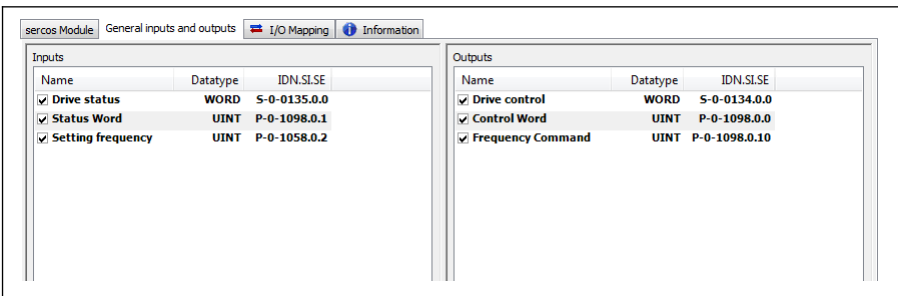 sercos Module General inputs and outputs I/O Mapping Information
Inputs
Name Datatype IDN.SI.SE
Drive status WORD S-0-0135.0.0
Status Word UINT P-0-1098.0.1
Setting frequency UINT P-0-1058.0.2
Outputs
Name Datatype IDN.SI.SE
Drive control WORD S-0-0134.0.0
Control Word UINT P-0-1098.0.0
Frequency Command UINT P-0-1098.0.10